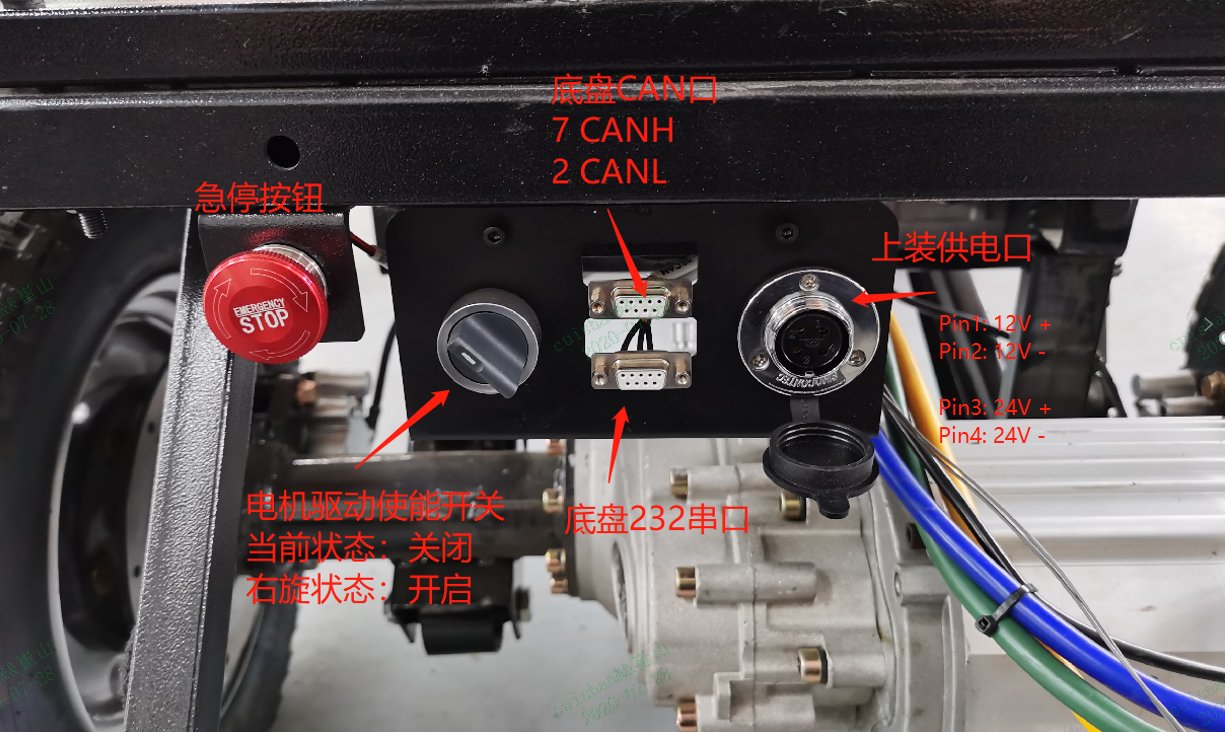 底盘CAN口
7 CANH
2 CANL
急停按钮
上装供电口
EMERGENCY
STOP
Pin1: 12V +
Pin2: 12V -
Pin3: 24V +
Pin4: 24V -
电机驱动使能开关
当前状态：关闭
右旋状态：开启
底盘232串口